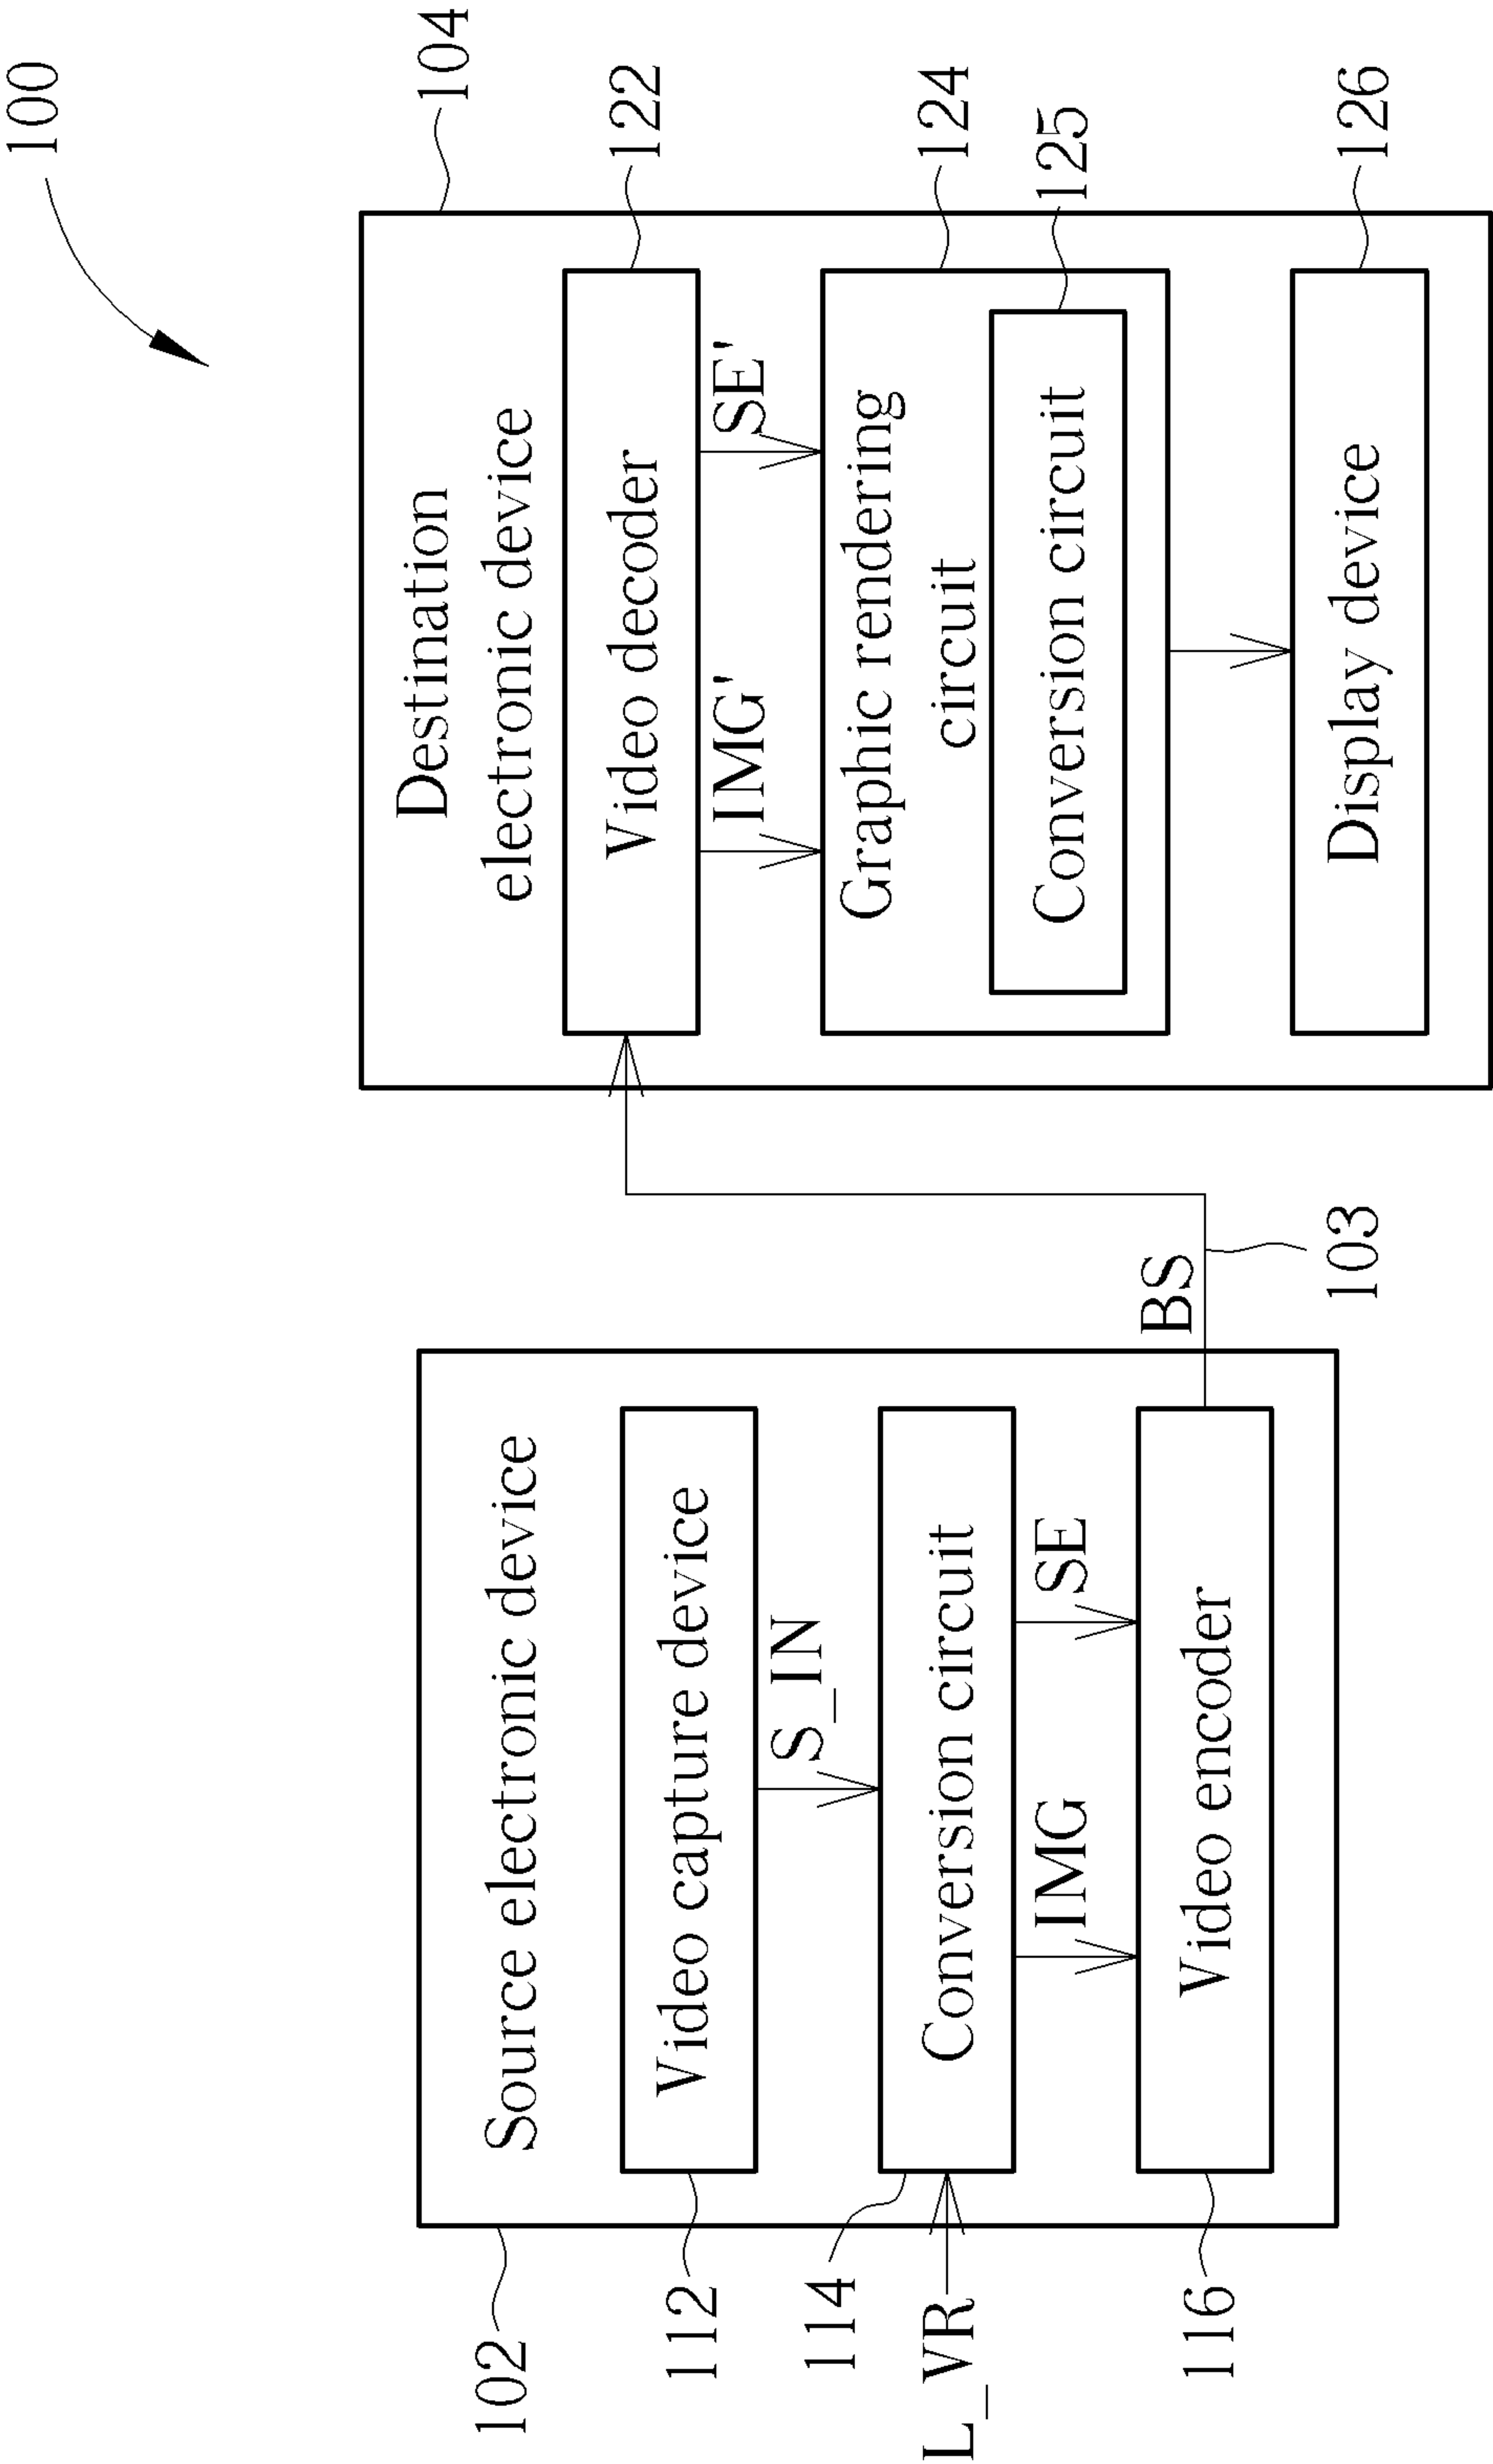 100
102
Source electronic device
112
Video capture device
S_IN
114
L_VR
Conversion circuit
IMG
SE
116
Video encoder
BS
103
104
Destination
electronic device
122
Video decoder
IMG'
SE'
124
Graphic rendering
circuit
125
Conversion circuit
126
Display device